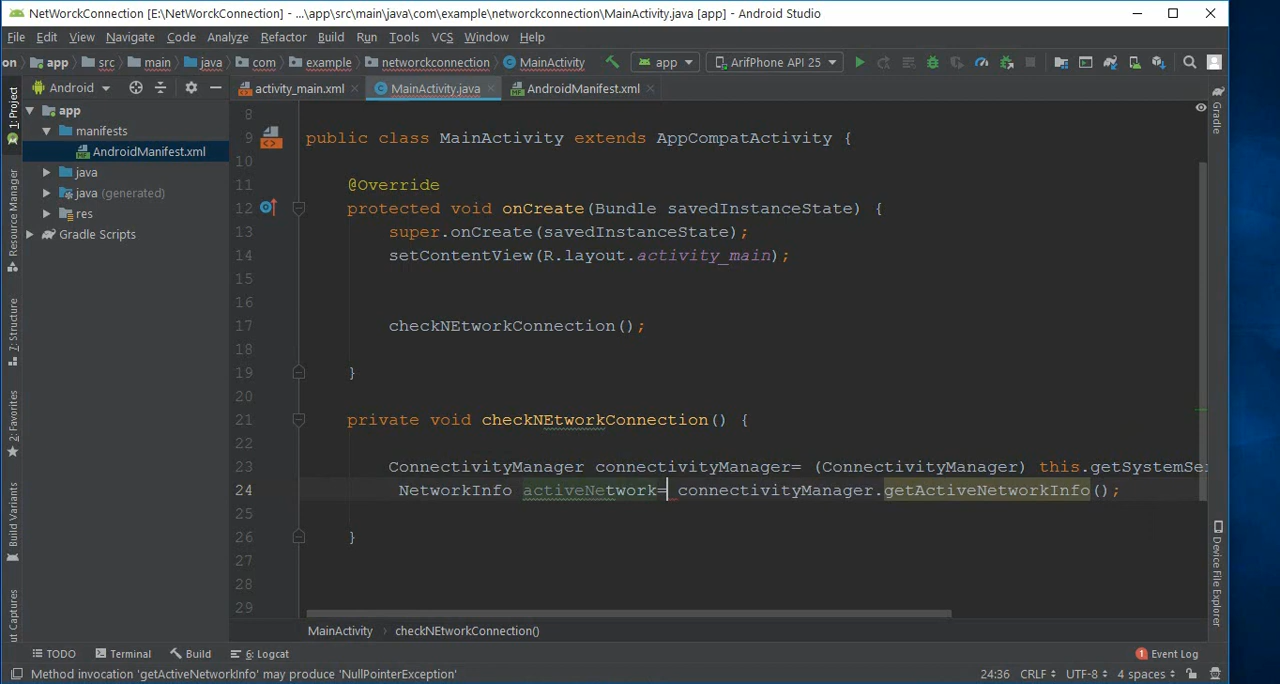 NetWorckConnection [E:\NetWorckConnection] - ...\app\src\main\java\com\example\networckconnection\MainActivity.java [app] - Android Studio
File Edit View Navigate Code Analyze Refactor Build Run Tools VCS Window Help
on app src main java com example networckconnection MainActivity app ArifPhone API 25
1: Project
Resource Manager
7: Structure
2: Favorites
Build Variants
ut Captures
Android
app
manifests
AndroidManifest.xml
java
java (generated)
res
Gradle Scripts
activity_main.xml MainActivity.java AndroidManifest.xml
8
9 public class MainActivity extends AppCompatActivity {
10
11 @Override
12 protected void onCreate(Bundle savedInstanceState) {
13 super.onCreate(savedInstanceState);
14 setContentView(R.layout.activity_main);
15
16
17 checkNEtworkConnection();
18
19 }
20
21 private void checkNEtworkConnection() {
22
23 ConnectivityManager connectivityManager= (ConnectivityManager) this.getSystemSer
24 NetworkInfo activeNetwork= connectivityManager.getActiveNetworkInfo();
25
26 }
27
28
29
MainActivity checkNEtworkConnection()
Gradle
Device File Explorer
TODO Terminal Build 6: Logcat 1 Event Log
Method invocation 'getActiveNetworkInfo' may produce 'NullPointerException' 24:36 CRLF UTF-8 4 spaces